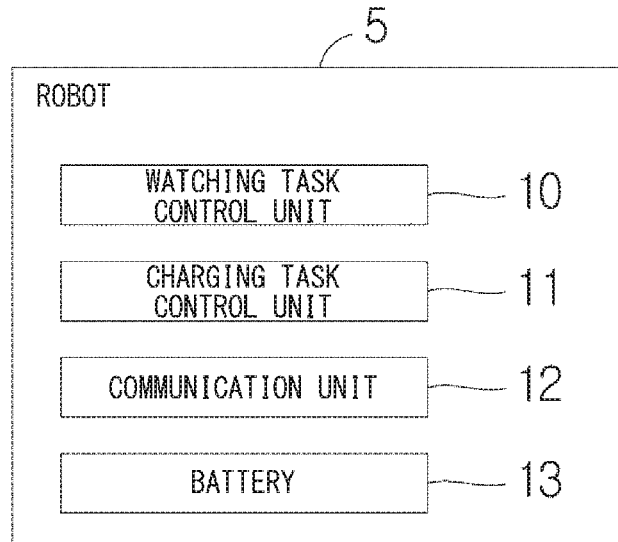 5
ROBOT
WATCHING TASK
CONTROL UNIT
10
CHARGING TASK
CONTROL UNIT
11
COMMUNICATION UNIT
12
BATTERY
13